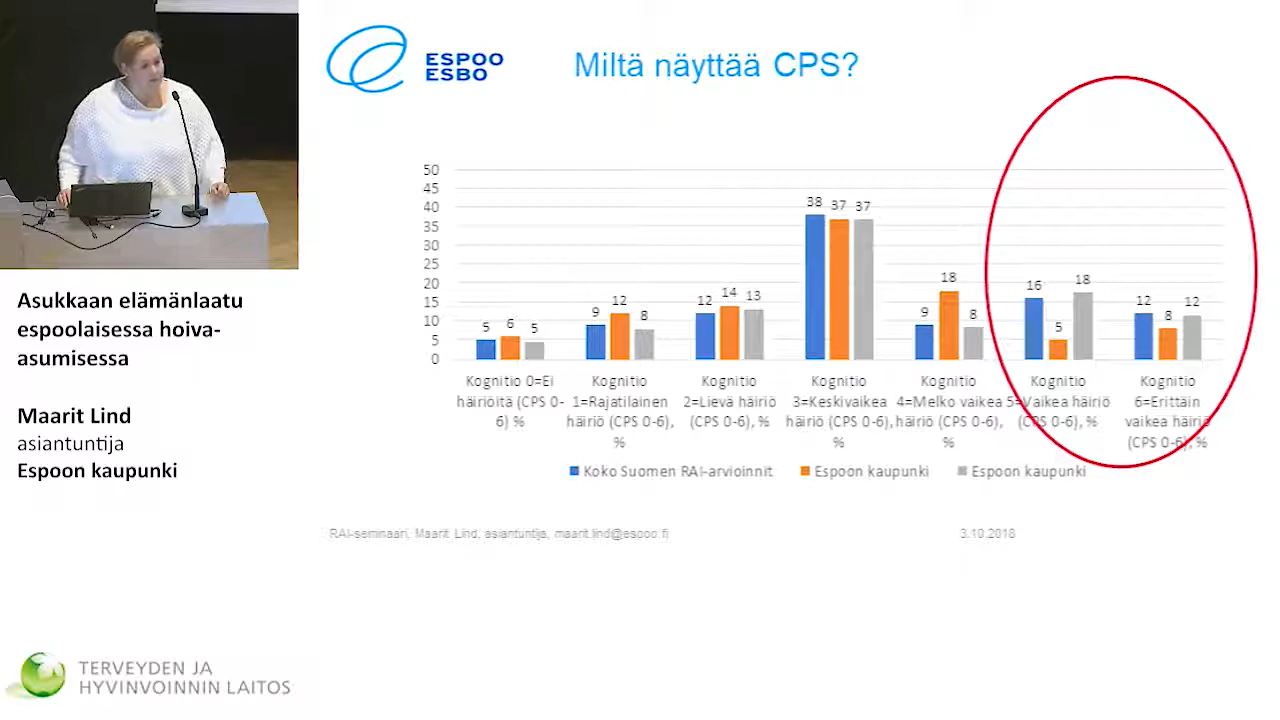 ESPOO
ESBO
Miltä näyttää CPS?
50
45
40
35
30
25
20
15
10
5
0
5 6 5
9 12 8
12 14 13
38 37 37
9 18 8
16 5 18
12 8 12
Kognitio 0=Ei
häiriöitä (CPS 0-
6) %
Kognitio
1=Rajatilainen
häiriö (CPS 0-6),
%
Kognitio
2=Lievä häiriö
(CPS 0-6), %
Kognitio
3=Keskivaikea
häiriö (CPS 0-6),
%
Kognitio
4=Melko vaikea
häiriö (CPS 0-6),
%
Kognitio
5=Vaikea häiriö
(CPS 0-6), %
Kognitio
6=Erittäin
vaikea häiriö
(CPS 0-6), %
Koko Suomen RAI-arvioinnit
Espoon kaupunki
Espoon kaupunki
RAI-seminaari, Maarit Lind, asiantuntija, maarit.lind@espoo.fi
3.10.2018
Asukkaan elämänlaatu
espoolaisessa hoiva-
asumisessa
Maarit Lind
asiantuntija
Espoon kaupunki
TERVEYDEN JA
HYVINVOINNIN LAITOS